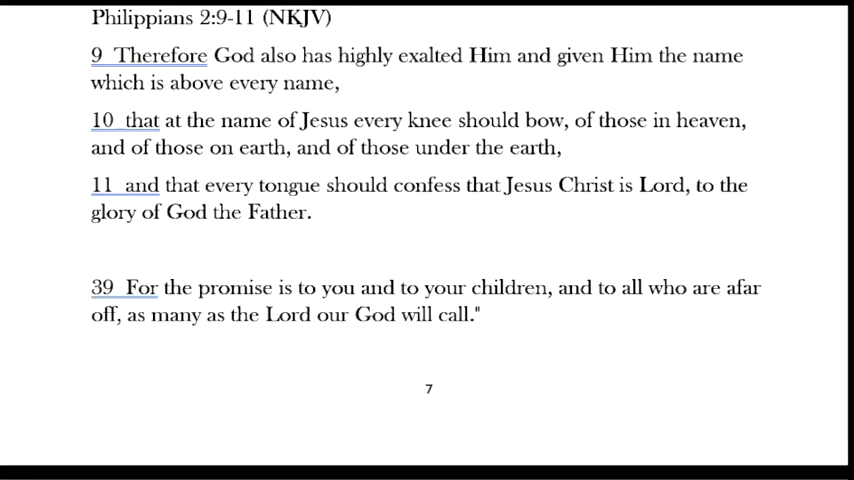 Philippians 2:9-11 (NKJV)
9 Therefore God also has highly exalted Him and given Him the name
which is above every name,
10 that at the name of Jesus every knee should bow, of those in heaven,
and of those on earth, and of those under the earth,
11 and that every tongue should confess that Jesus Christ is Lord, to the
glory of God the Father.
39 For the promise is to you and to your children, and to all who are afar
off, as many as the Lord our God will call."
7